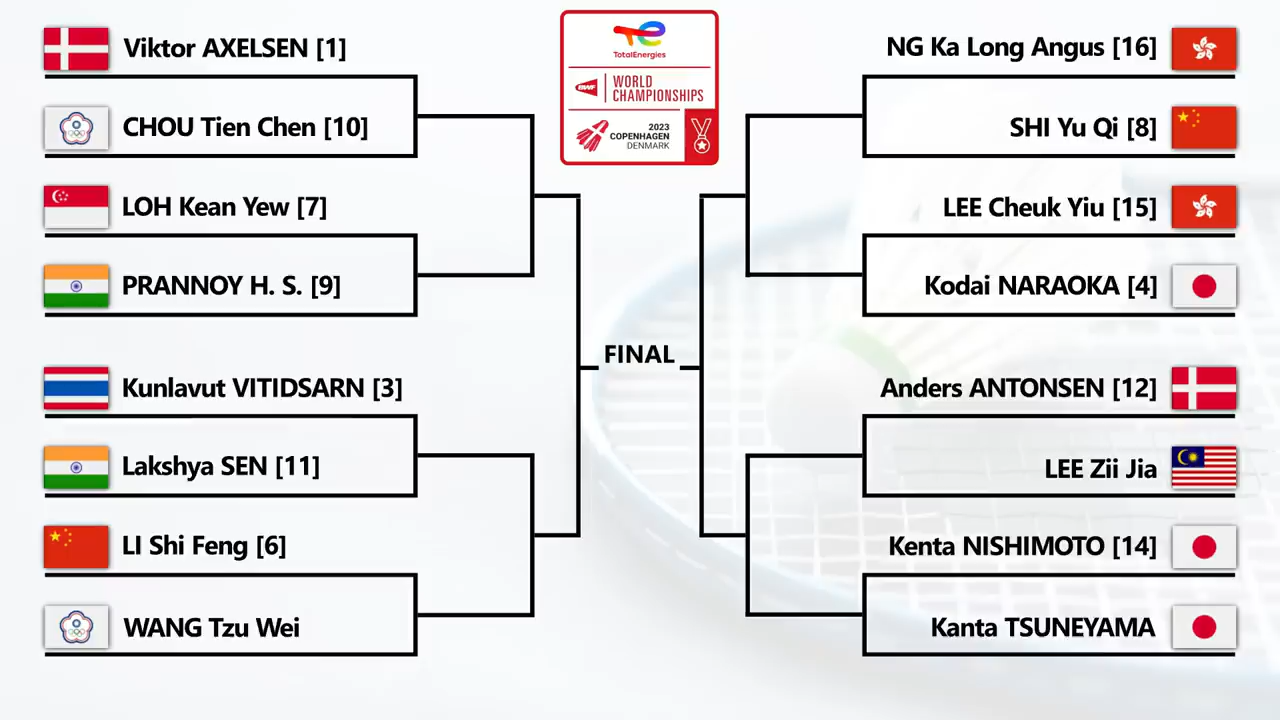 Viktor AXELSEN [1]
CHOU Tien Chen [10]
LOH Kean Yew [7]
PRANNOY H. S. [9]
Kunlavut VITIDSARN [3]
Lakshya SEN [11]
LI Shi Feng [6]
WANG Tzu Wei
TotalEnergies
BWF
WORLD
CHAMPIONSHIPS
2023
COPENHAGEN
DENMARK
FINAL
NG Ka Long Angus [16]
SHI Yu Qi [8]
LEE Cheuk Yiu [15]
Kodai NARAOKA [4]
Anders ANTONSEN [12]
LEE Zii Jia
Kenta NISHIMOTO [14]
Kanta TSUNEYAMA